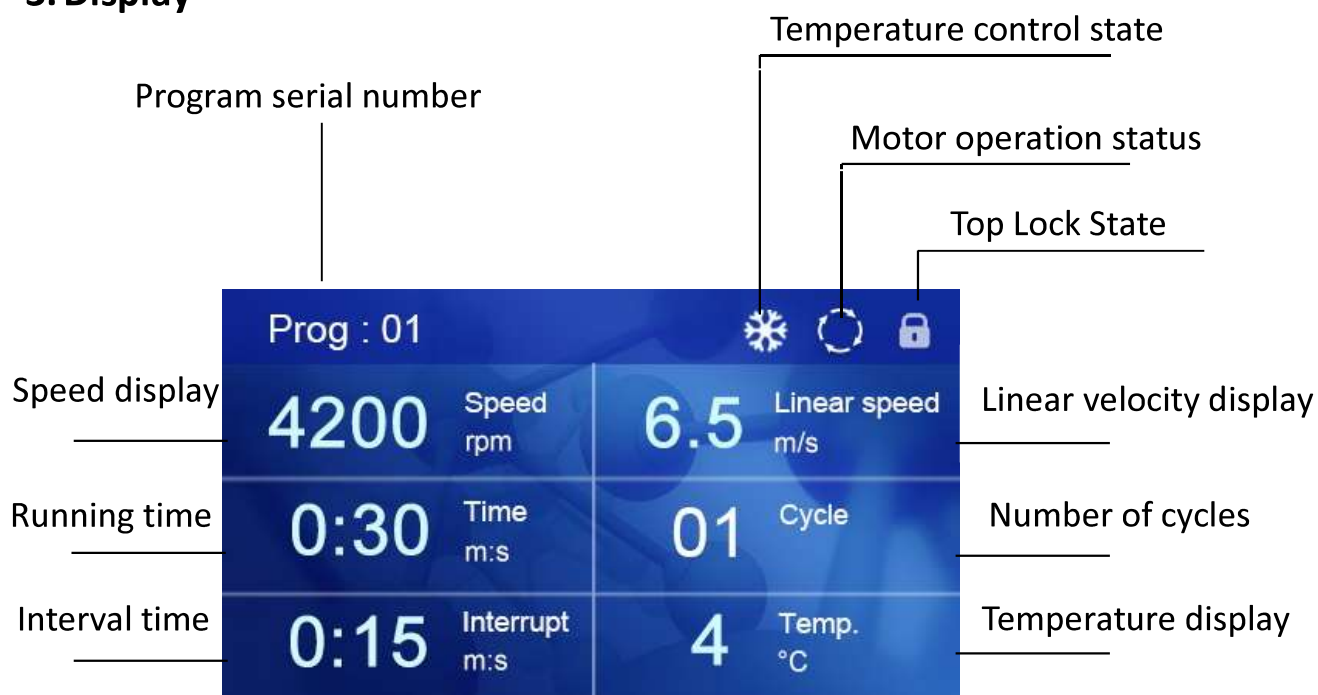 3. Display
Temperature control state
Program serial number
Motor operation status
Top Lock State
Prog : 01
Speed display
4200 Speed
rpm
6.5 Linear speed
m/s
Linear velocity display
Running time
0:30 Time
m:s
01 Cycle
Number of cycles
Interval time
0:15 Interrupt
m:s
4 Temp.
°C
Temperature display